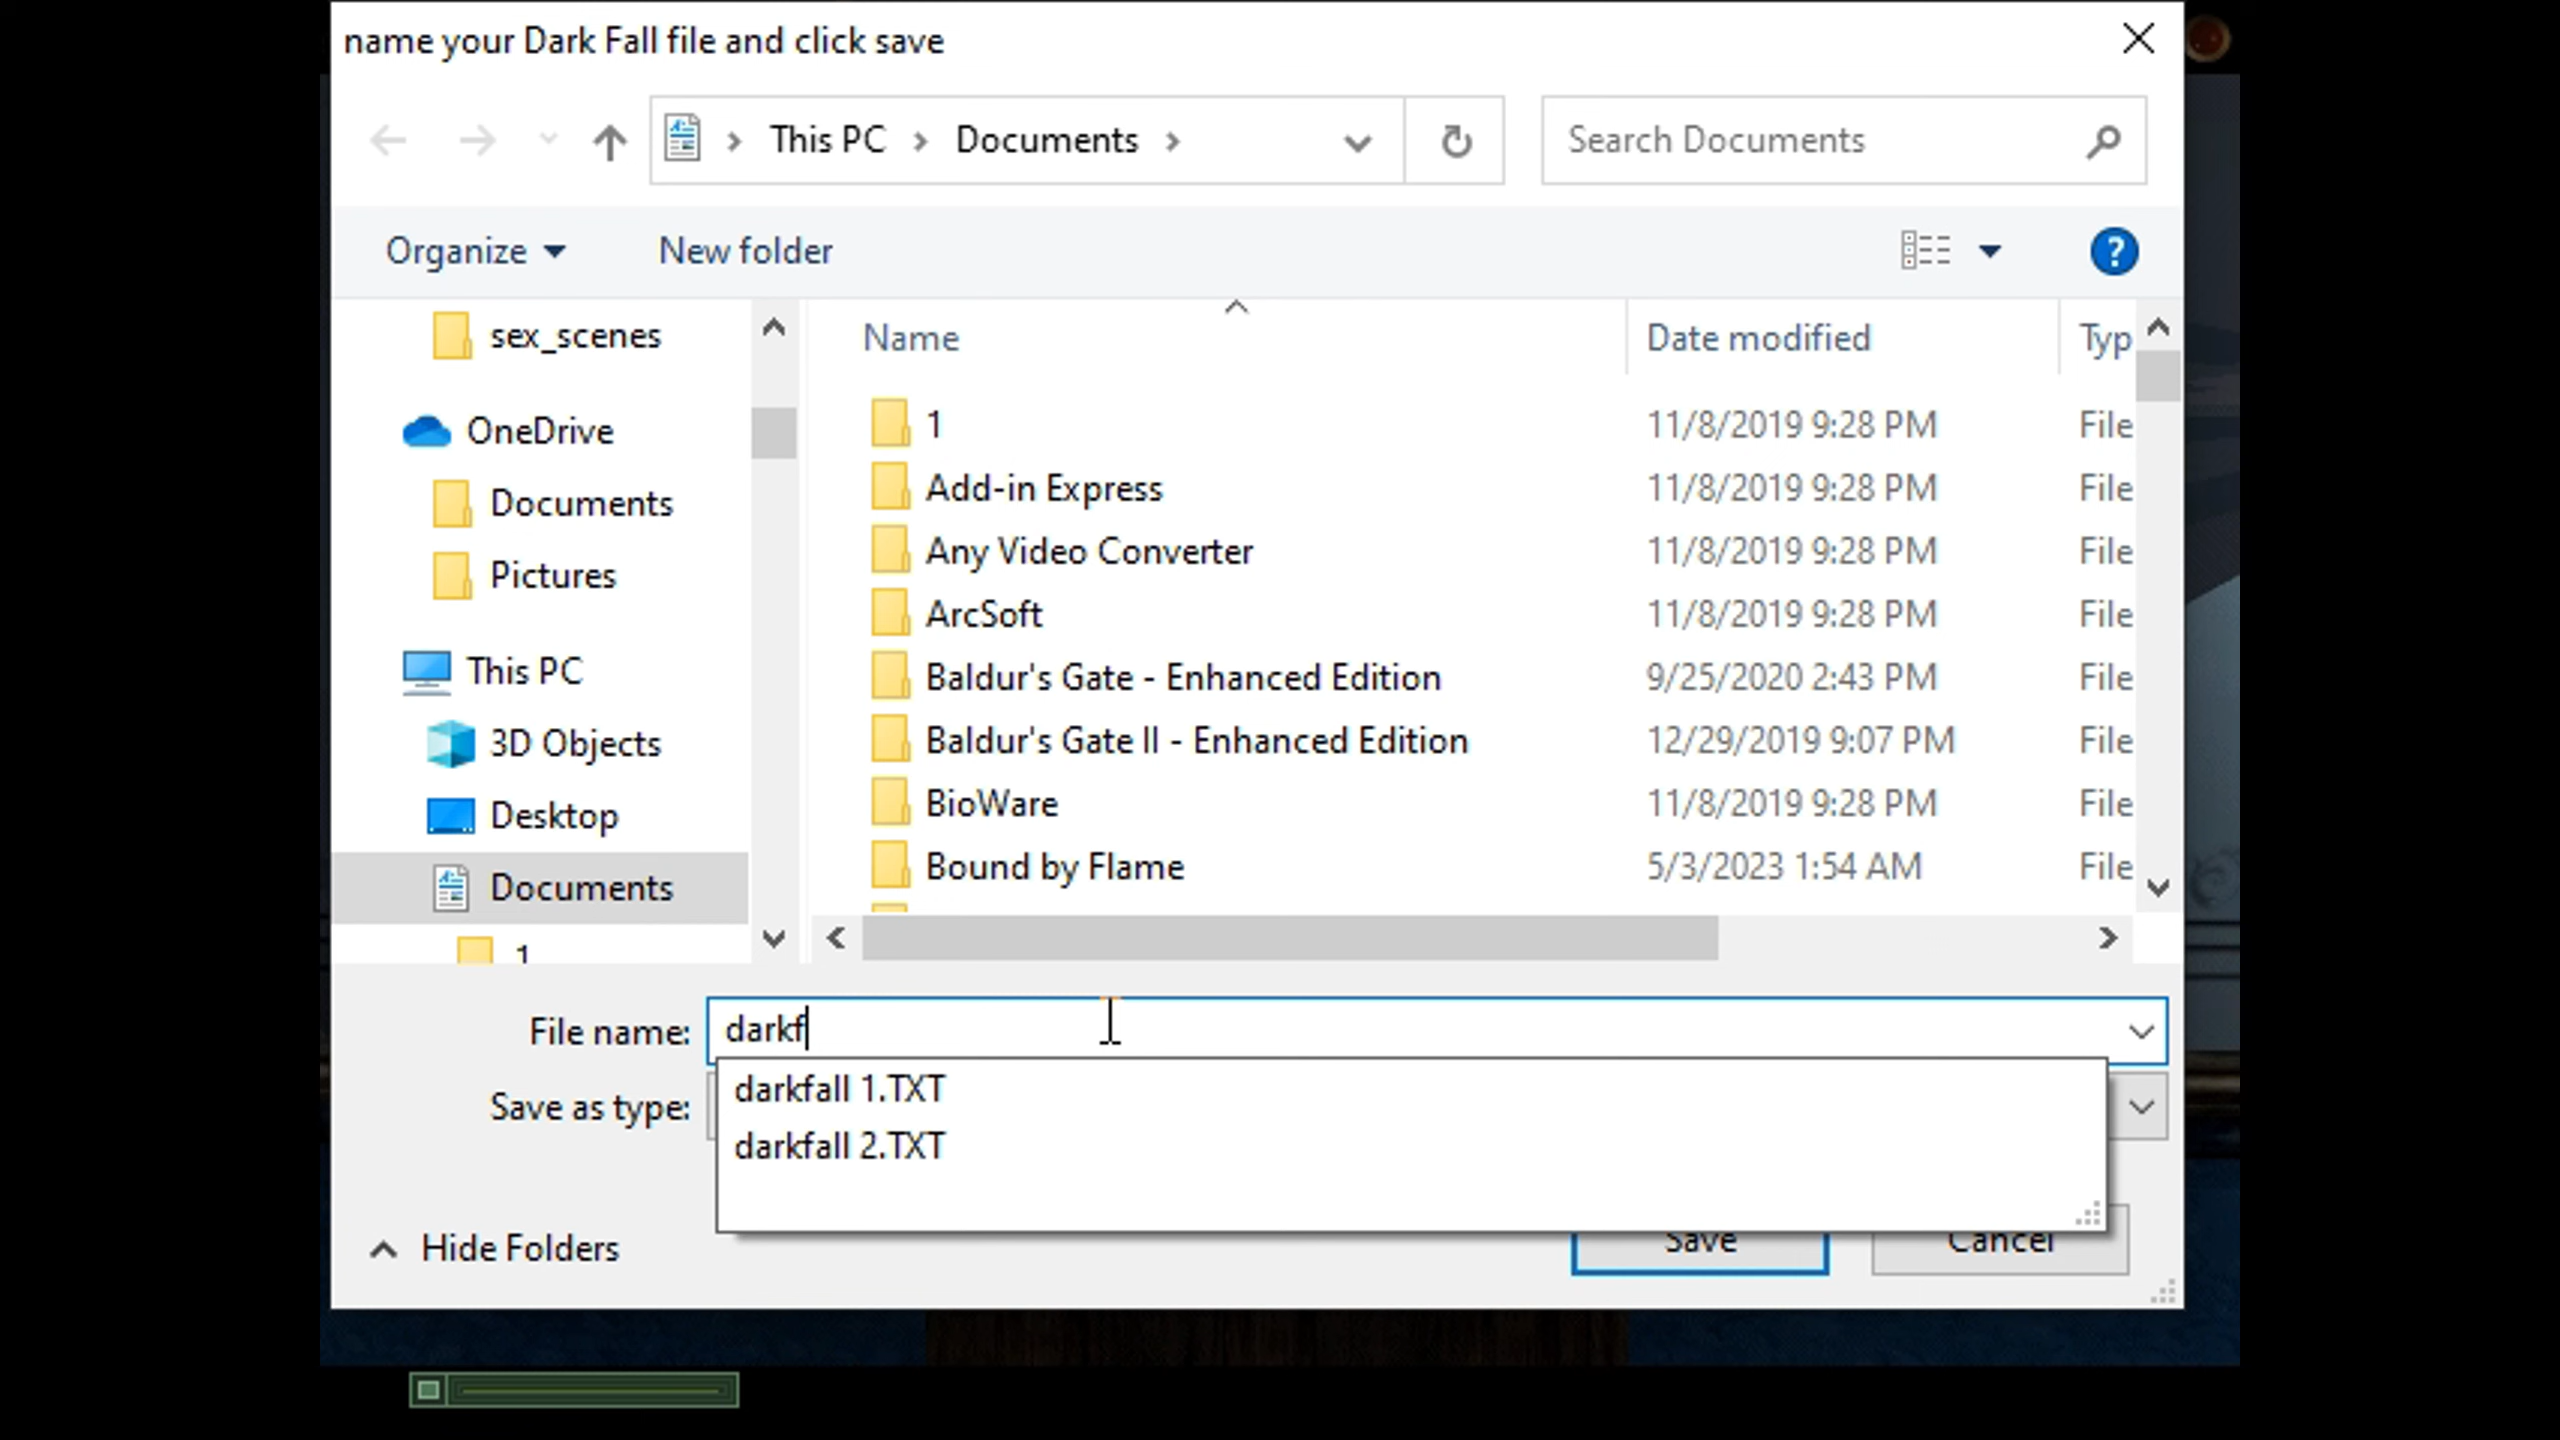 name your Dark Fall file and click save
This PC > Documents >
Search Documents
Organize
New folder
sex_scenes
OneDrive
Documents
Pictures
This PC
3D Objects
Desktop
Documents
1
Name Date modified Typ
1 11/8/2019 9:28 PM File
Add-in Express 11/8/2019 9:28 PM File
Any Video Converter 11/8/2019 9:28 PM File
ArcSoft 11/8/2019 9:28 PM File
Baldur's Gate - Enhanced Edition 9/25/2020 2:43 PM File
Baldur's Gate II - Enhanced Edition 12/29/2019 9:07 PM File
BioWare 11/8/2019 9:28 PM File
Bound by Flame 5/3/2023 1:54 AM File
File name: darkf
darkfall 1.TXT
Save as type:
darkfall 2.TXT
Hide Folders
Save
Cancel